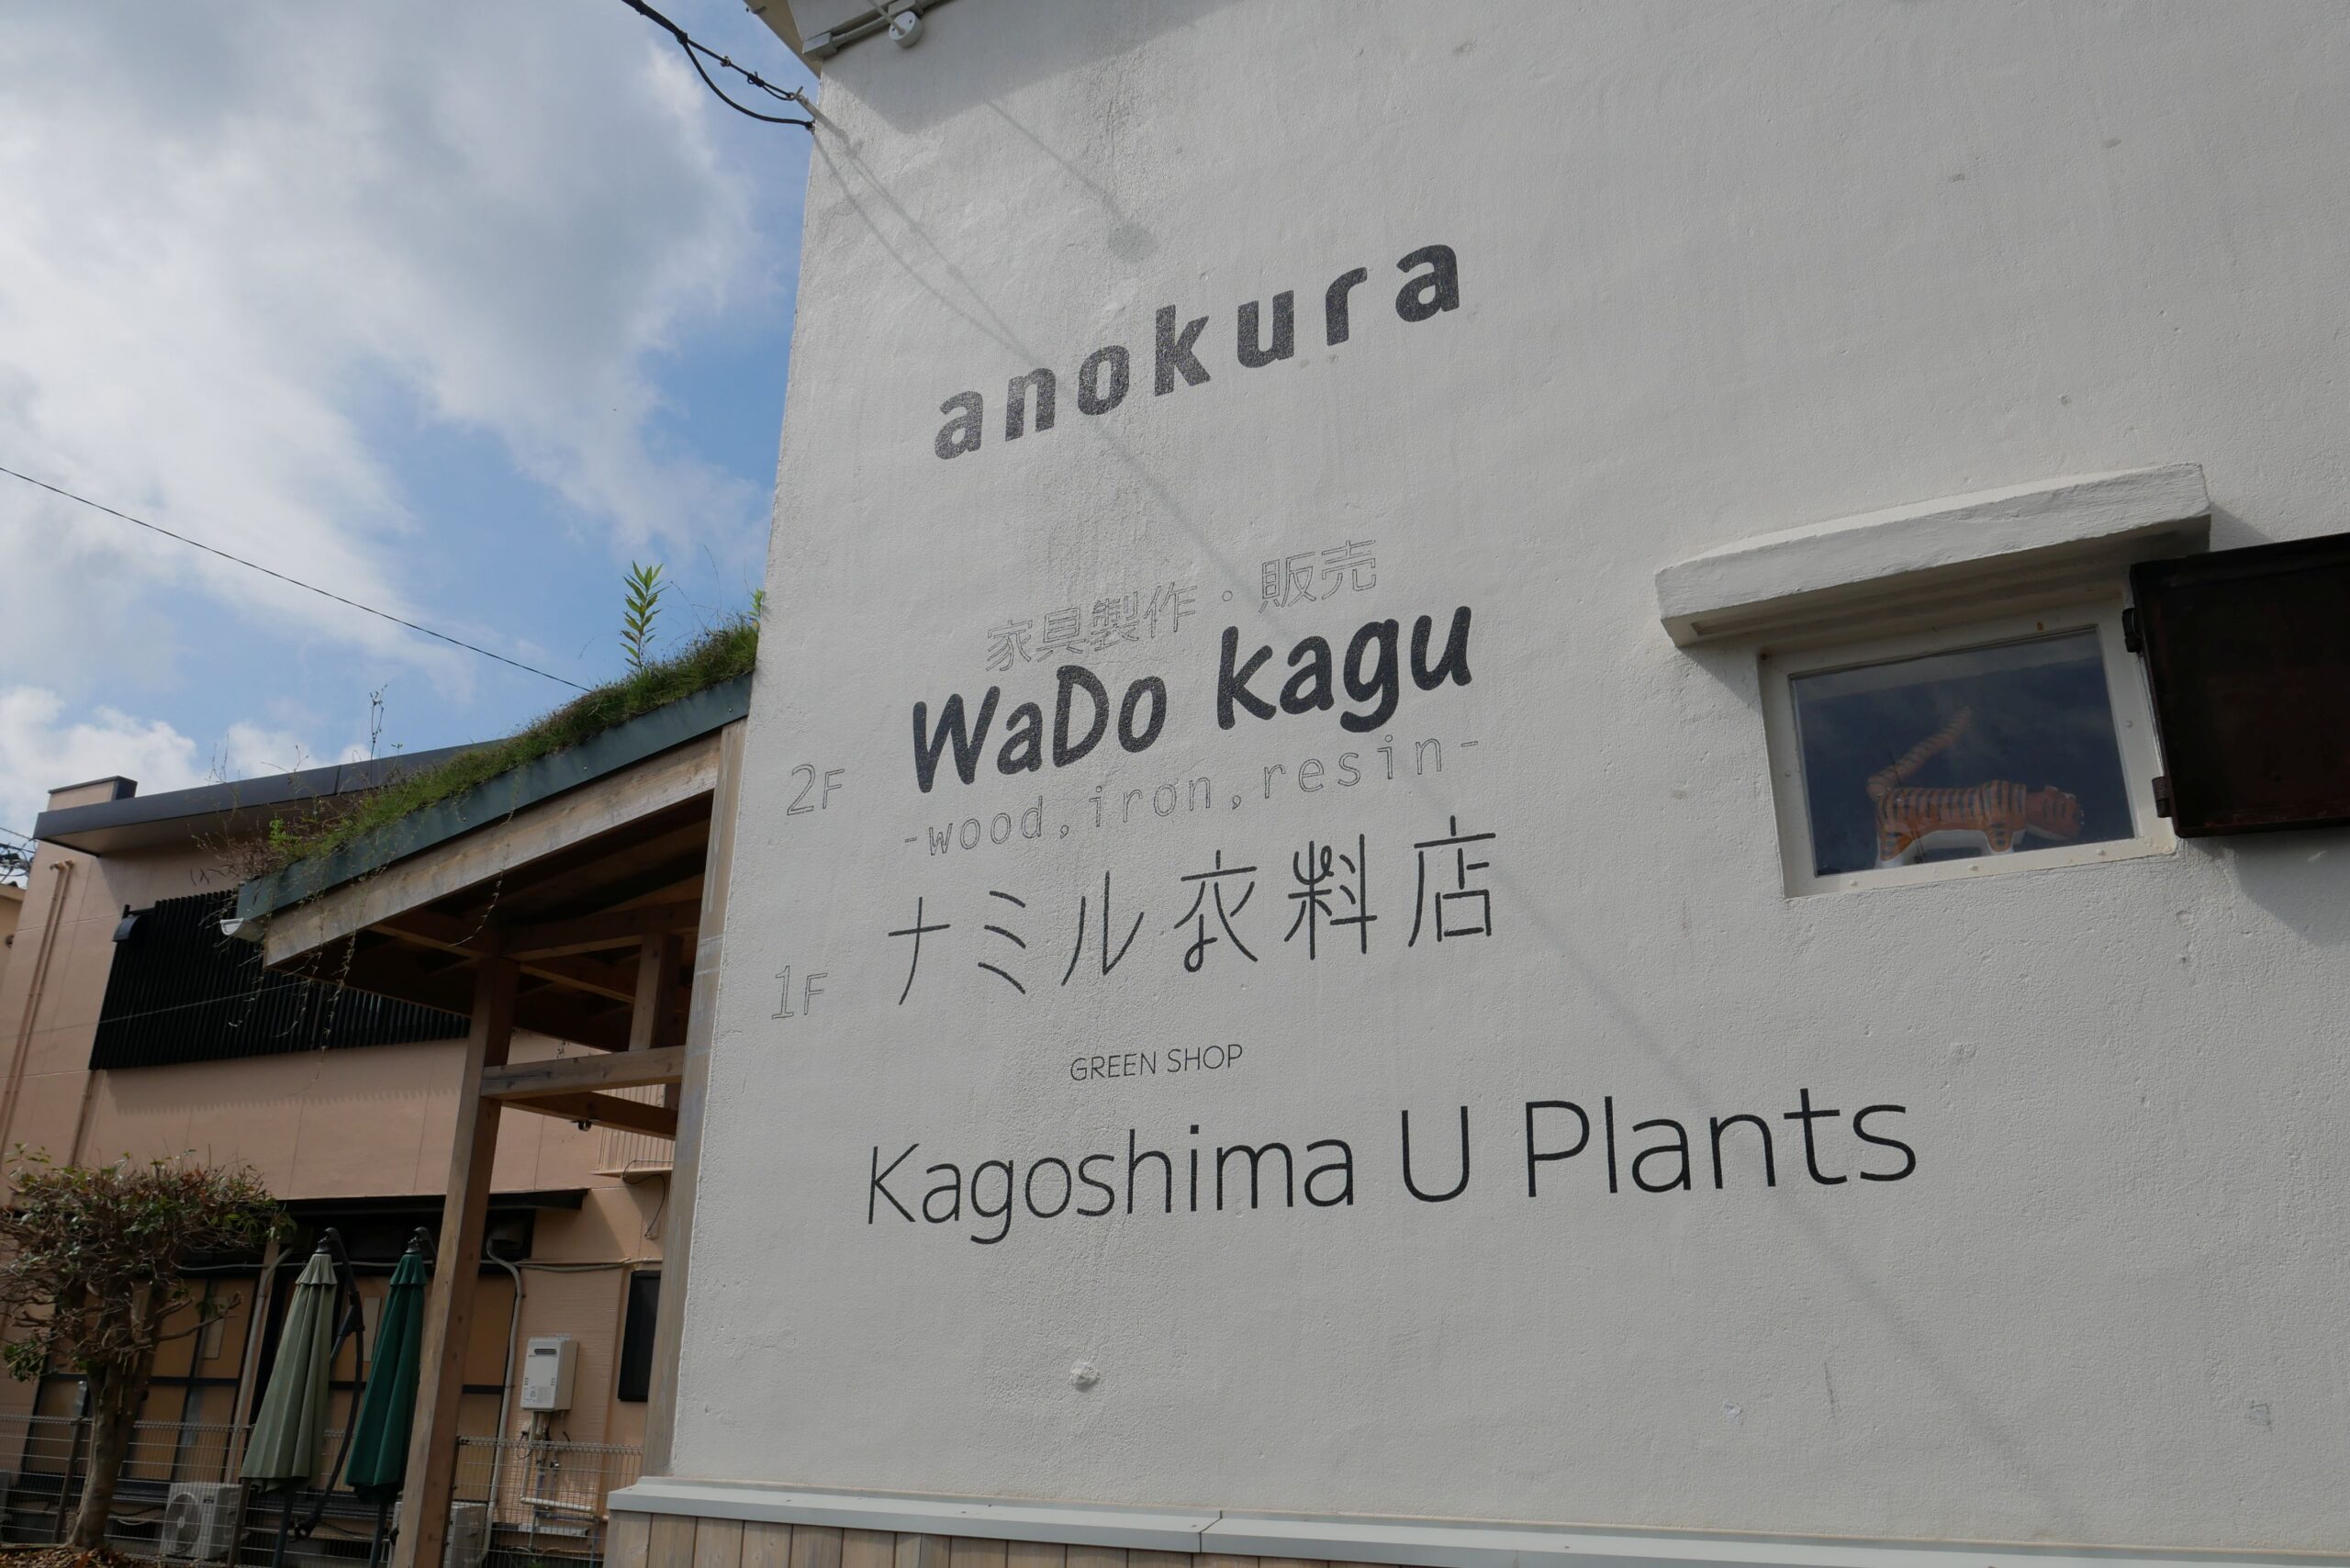 anokura
家具製作・販売
2F WaDo kagu
-wood,iron,resin-
1F ナミル衣料店
GREEN SHOP
Kagoshima U Plants